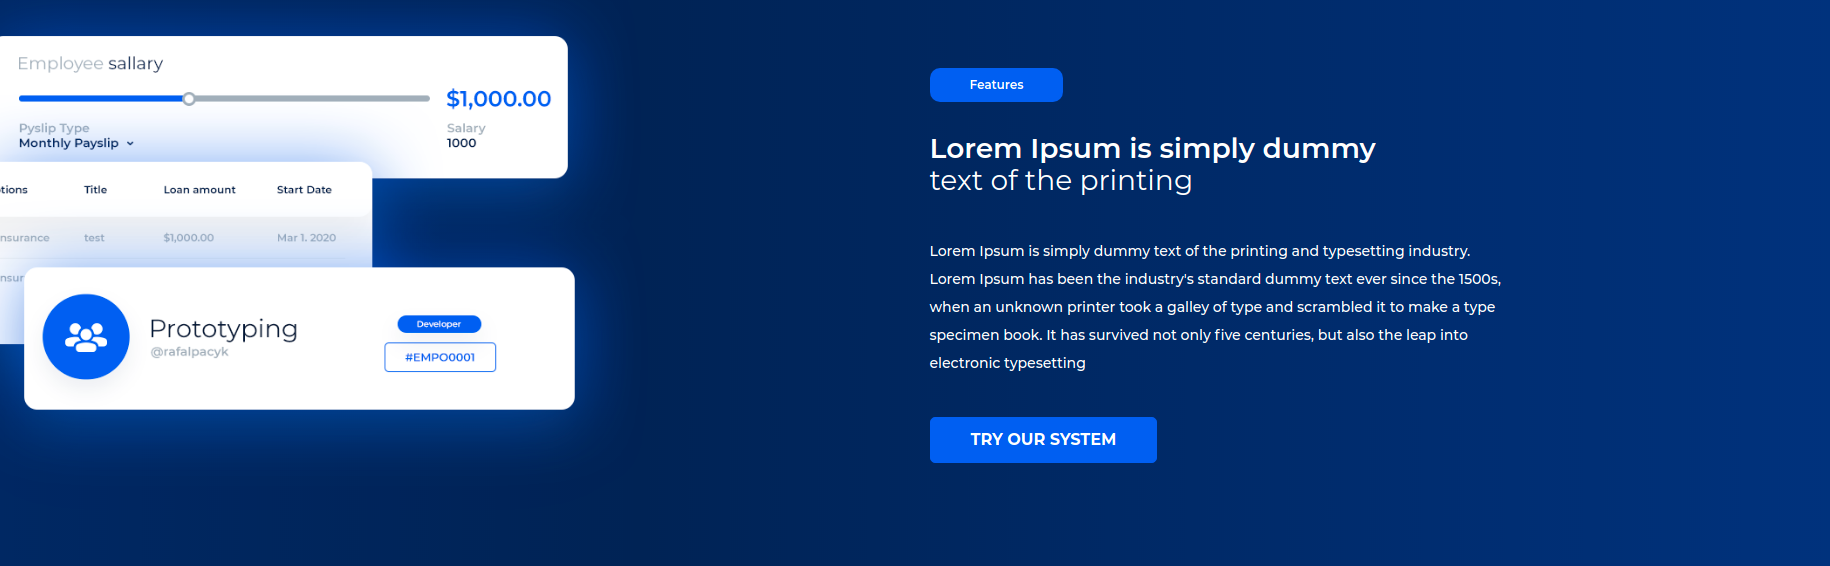 Employee sallary
$1,000.00
Pyslip Type
Monthly Payslip
Salary
1000
tions Title Loan amount Start Date
nsurance test $1,000.00 Mar 1. 2020
nsur
Prototyping
@rafalpacyk
Developer
#EMPO0001
Features
Lorem Ipsum is simply dummy
text of the printing
Lorem Ipsum is simply dummy text of the printing and typesetting industry.
Lorem Ipsum has been the industry's standard dummy text ever since the 1500s,
when an unknown printer took a galley of type and scrambled it to make a type
specimen book. It has survived not only five centuries, but also the leap into
electronic typesetting
TRY OUR SYSTEM